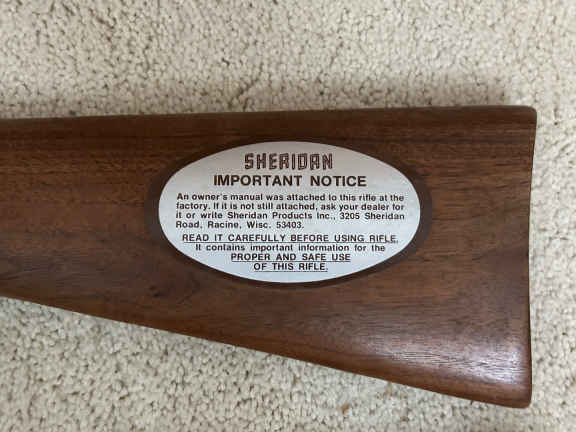 SHERIDAN
IMPORTANT NOTICE
An owner's manual was attached to this rifle at the
factory. If it is not still attached, ask your dealer for
it or write Sheridan Products Inc., 3205 Sheridan
Road, Racine, Wisc. 53403.
READ IT CAREFULLY BEFORE USING RIFLE.
It contains important information for the
PROPER AND SAFE USE
OF THIS RIFLE.